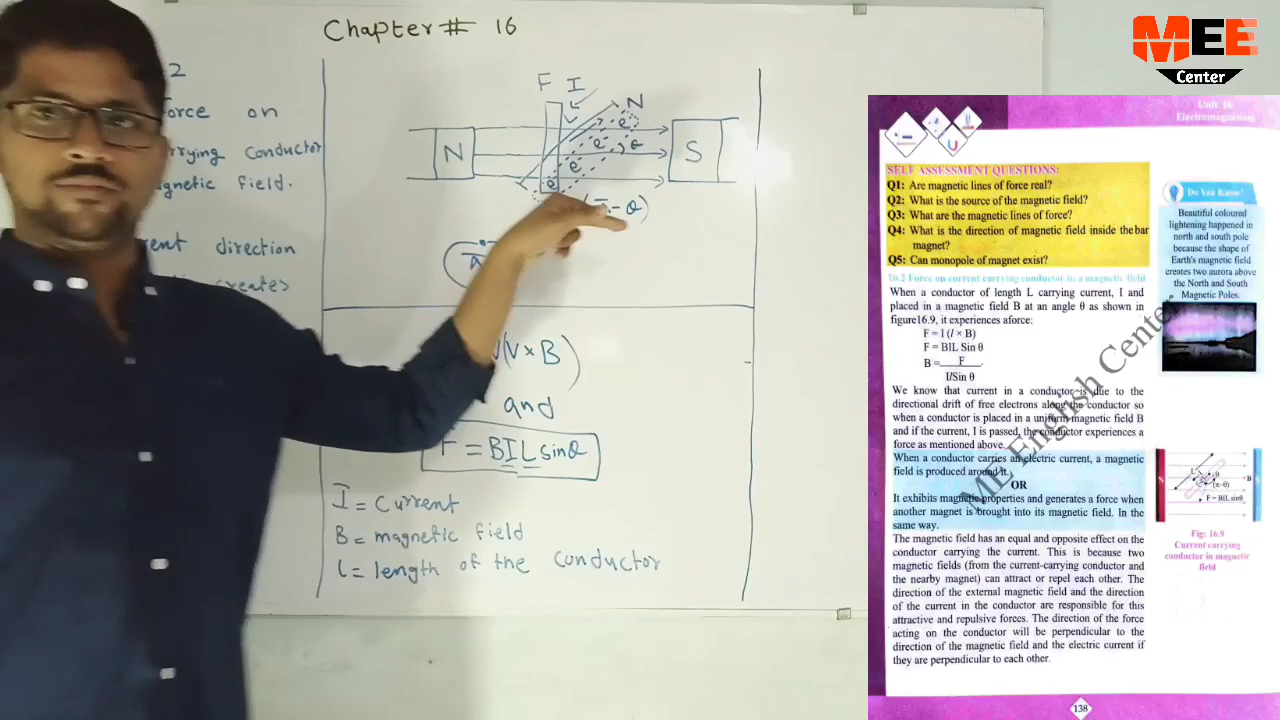 Chapter # 16
2
Force on
rrying Conductor
gnetic field.
rent direction
creates
F I
N
e
e
e
e
θ
N
S
(π-θ)
(V×B)
and
F = BIL sinθ
I = Current
B = magnetic field
l = length of the conductor
MEE
Center
Unit 16:
Electromagnetism
SELF ASSESSMENT QUESTIONS:
Q1: Are magnetic lines of force real?
Q2: What is the source of the magnetic field?
Q3: What are the magnetic lines of force?
Q4: What is the direction of magnetic field inside the bar
magnet?
Q5: Can monopole of magnet exist?
16.2 Force on current carrying conductor in a magnetic field
When a conductor of length L carrying current, I and
placed in a magnetic field B at an angle θ as shown in
figure16.9, it experiences aforce:
F = I (l × B)
F = BIL Sin θ
B = F
IlSin θ
We know that current in a conductor is due to the
directional drift of free electrons along the conductor so
when a conductor is placed in a uniform magnetic field B
and if the current, I is passed, the conductor experiences a
force as mentioned above.
When a conductor carries an electric current, a magnetic
field is produced around it.
OR
It exhibits magnetic properties and generates a force when
another magnet is brought into its magnetic field. In the
same way.
The magnetic field has an equal and opposite effect on the
conductor carrying the current. This is because two
magnetic fields (from the current-carrying conductor and
the nearby magnet) can attract or repel each other. The
direction of the external magnetic field and the direction
of the current in the conductor are responsible for this
attractive and repulsive forces. The direction of the force
acting on the conductor will be perpendicular to the
direction of the magnetic field and the electric current if
they are perpendicular to each other.
Do You Know!
Beautiful coloured
lightening happened in
north and south pole
because the shape of
Earth's magnetic field
creates two aurora above
the North and South
Magnetic Poles.
L
θ
B
(π-θ)
F = BIL sinθ
Fig: 16.9
Current carrying
conductor in magnetic
field
ME English Center
138